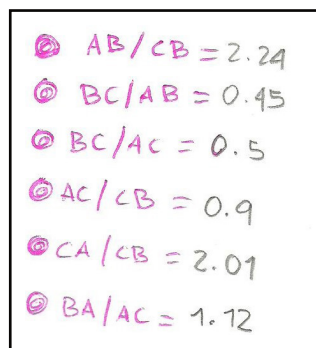 AB/CB = 2.24
BC/AB = 0.45
BC/AC = 0.5
AC/CB = 0.9
CA/CB = 2.01
BA/AC = 1.12